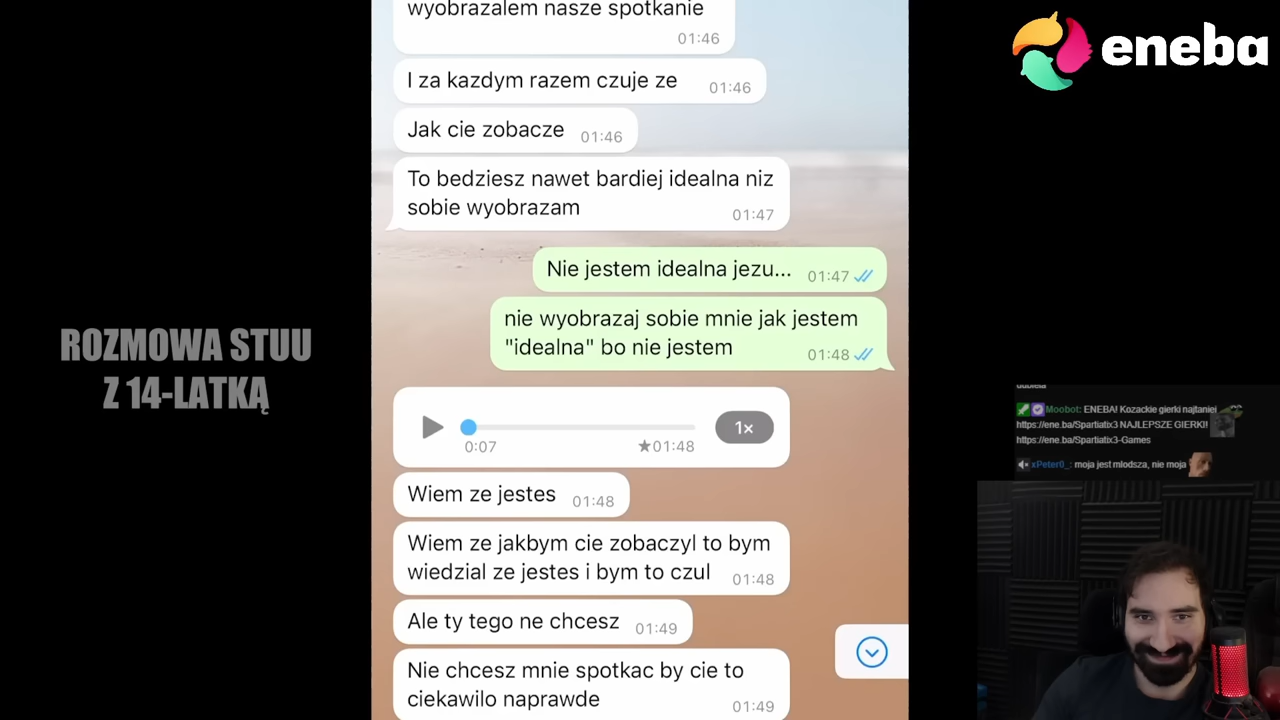 wyobrazalem nasze spotkanie
01:46
I za kazdym razem czuje ze 01:46
Jak cie zobacze 01:46
To bedziesz nawet bardiej idealna niz
sobie wyobrazam 01:47
Nie jestem idealna jezu... 01:47
nie wyobrazaj sobie mnie jak jestem
"idealna" bo nie jestem 01:48
1x
0:07 ★01:48
Wiem ze jestes 01:48
Wiem ze jakbym cie zobaczyl to bym
wiedzial ze jestes i bym to czul 01:48
Ale ty tego ne chcesz 01:49
Nie chcesz mnie spotkac by cie to
ciekawilo naprawde 01:49
ROZMOWA STUU
Z 14-LATKĄ
eneba
Moobot: ENEBA! Kozackie gierki najtaniej
https://ene.ba/Spartiatix3 NAJLEPSZE GIERKI!
https://ene.ba/Spartiatix3-Games
xPeter0_: moja jest mlodsza, nie moja